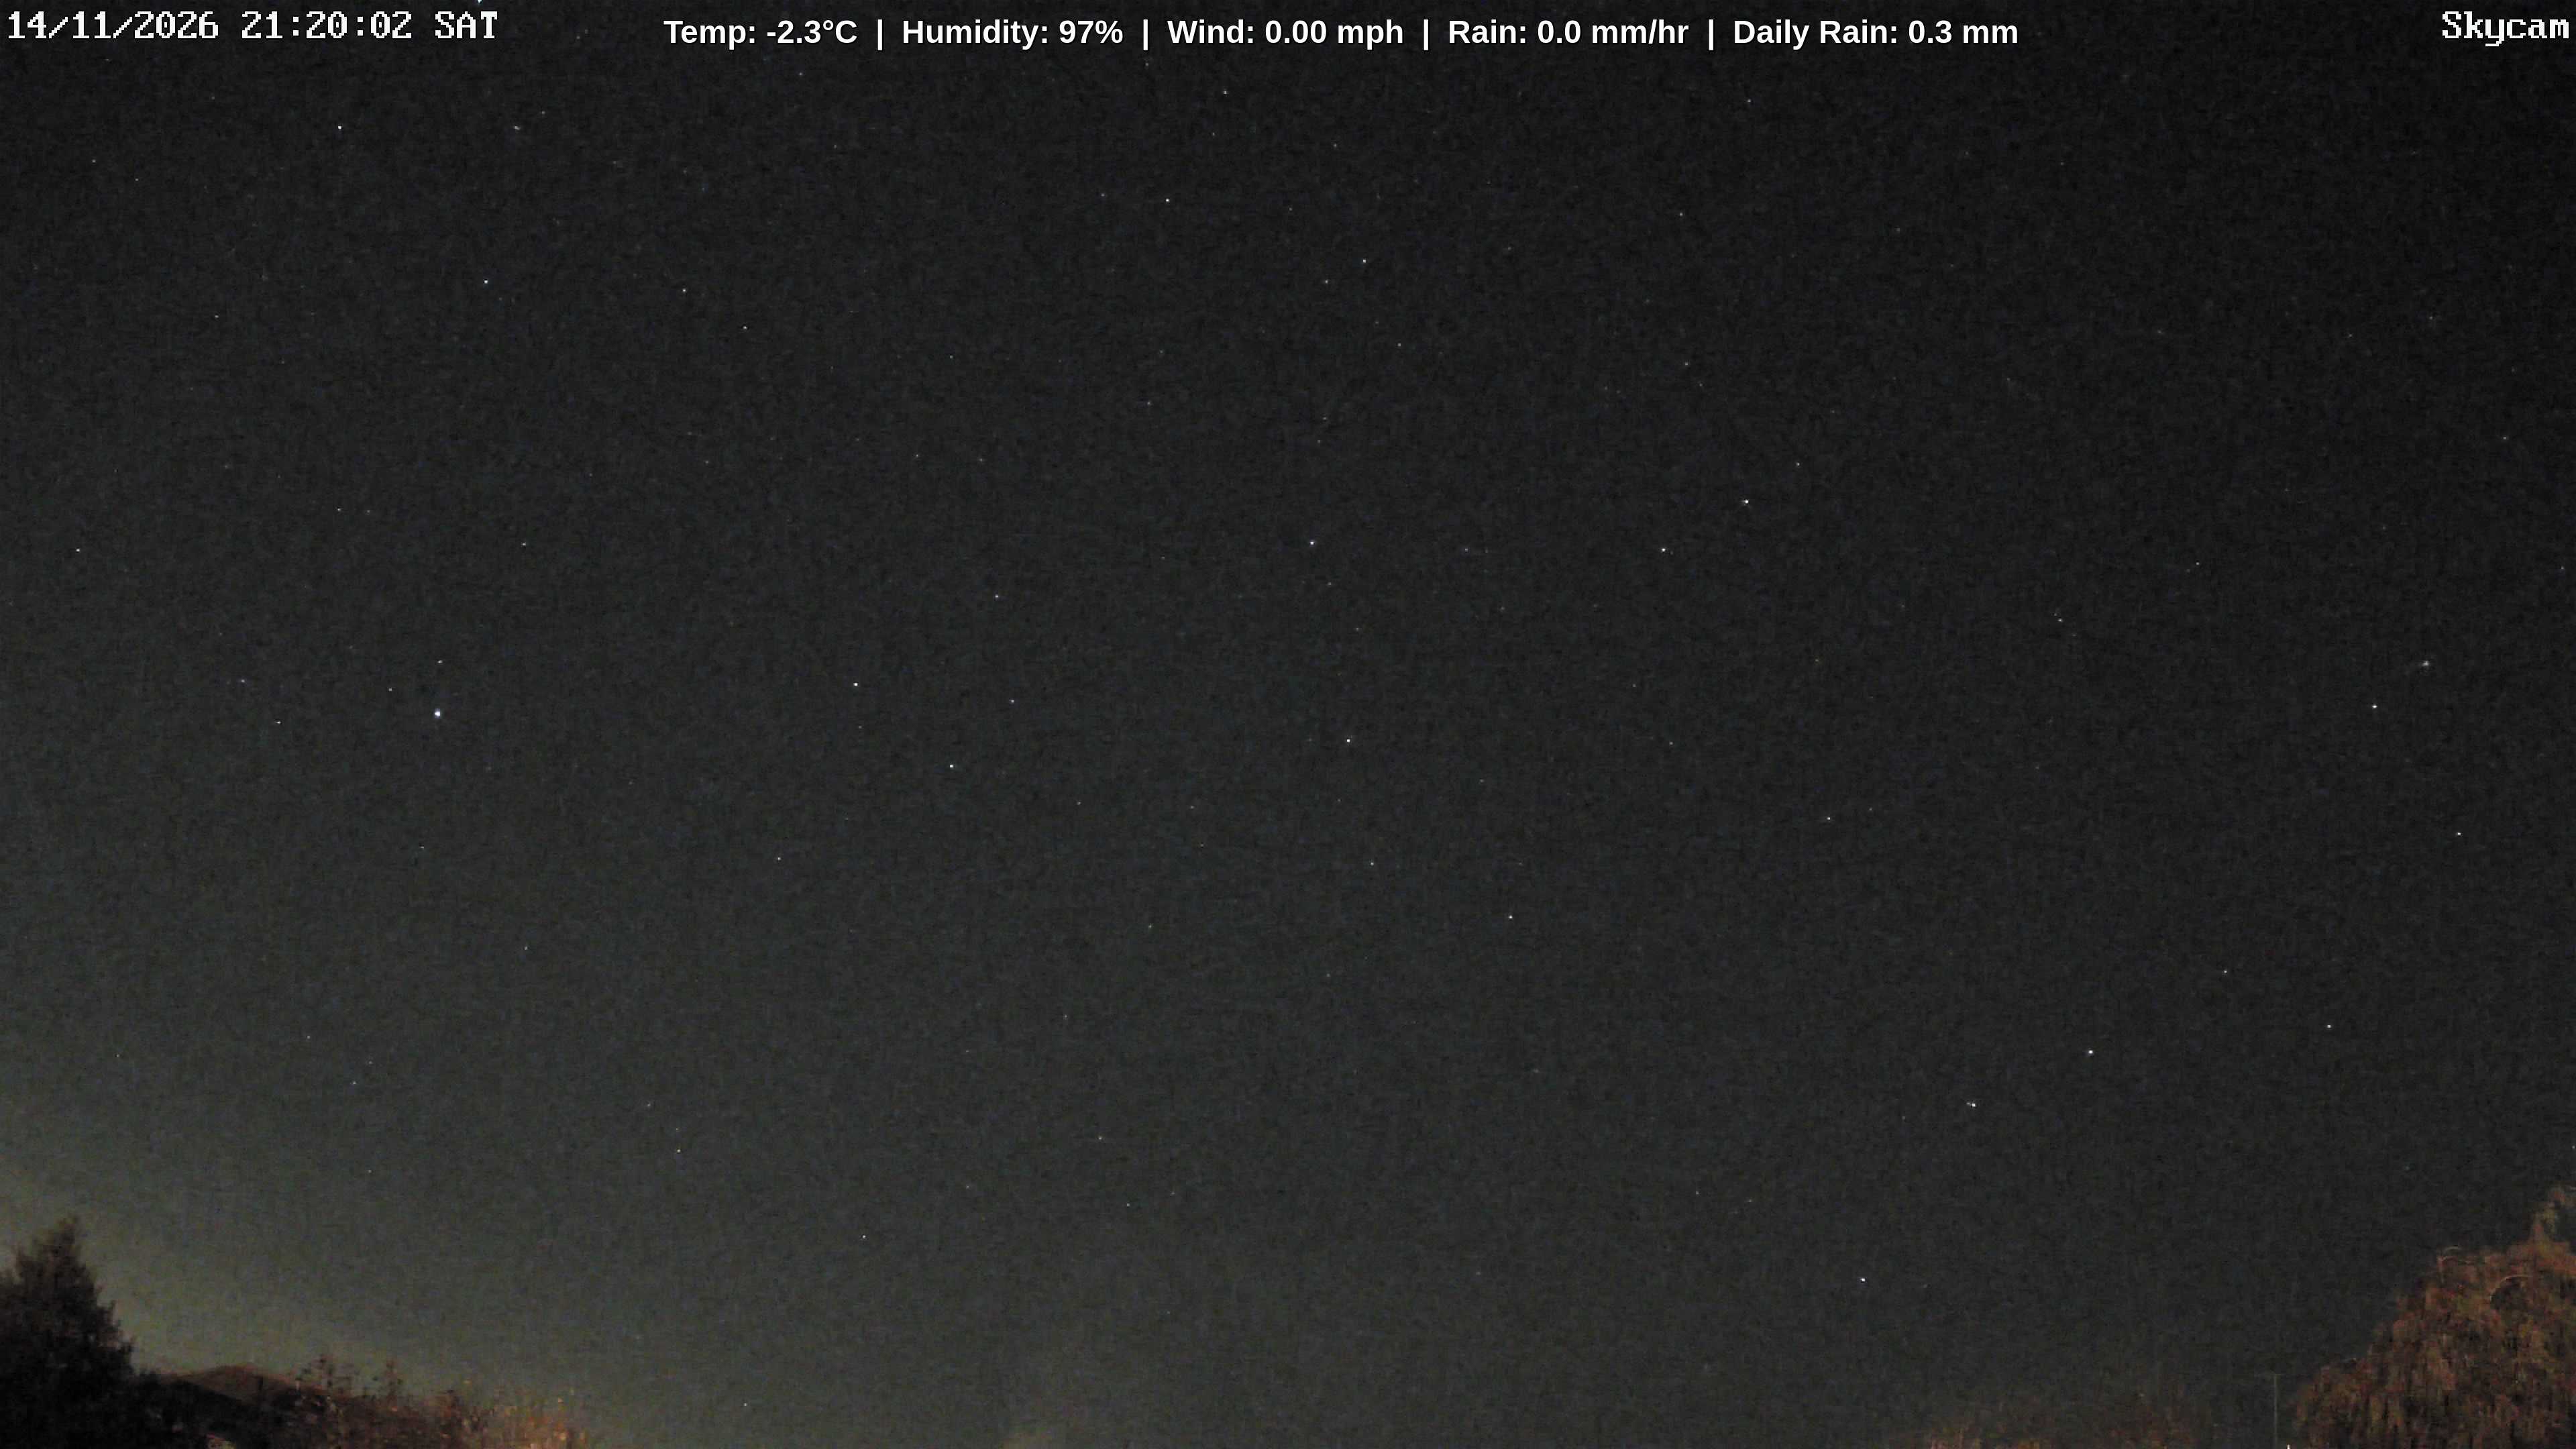 14/11/2026 21:20:02 SAT
Temp: -2.3°C | Humidity: 97% | Wind: 0.00 mph | Rain: 0.0 mm/hr | Daily Rain: 0.3 mm
Skycam